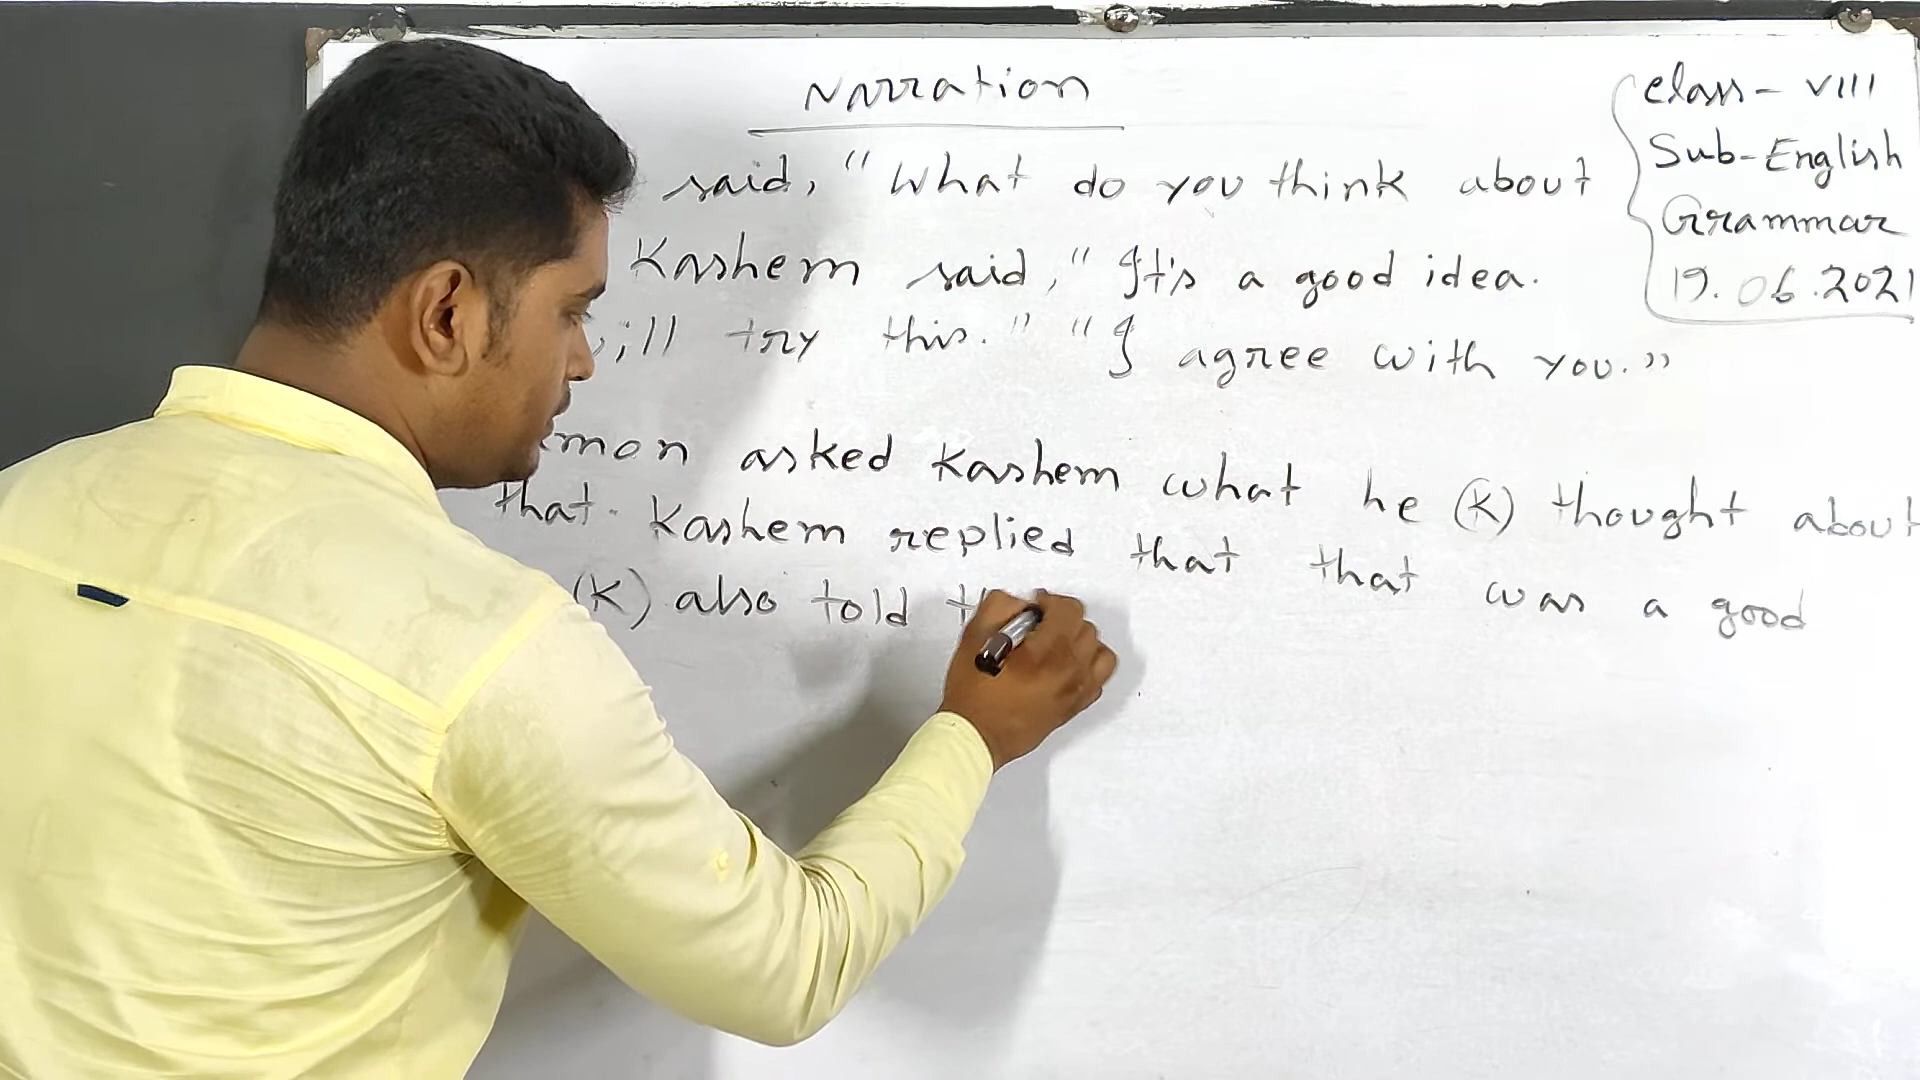 Narration
said, "What do you think about
Kashem said, "It's a good idea.
will try this." "I agree with you."
mon asked Kashem what he (K) thought about
that. Kashem replied that that was a good
(K) also told
Class - VIII
Sub-English
Grammar
19.06.2021